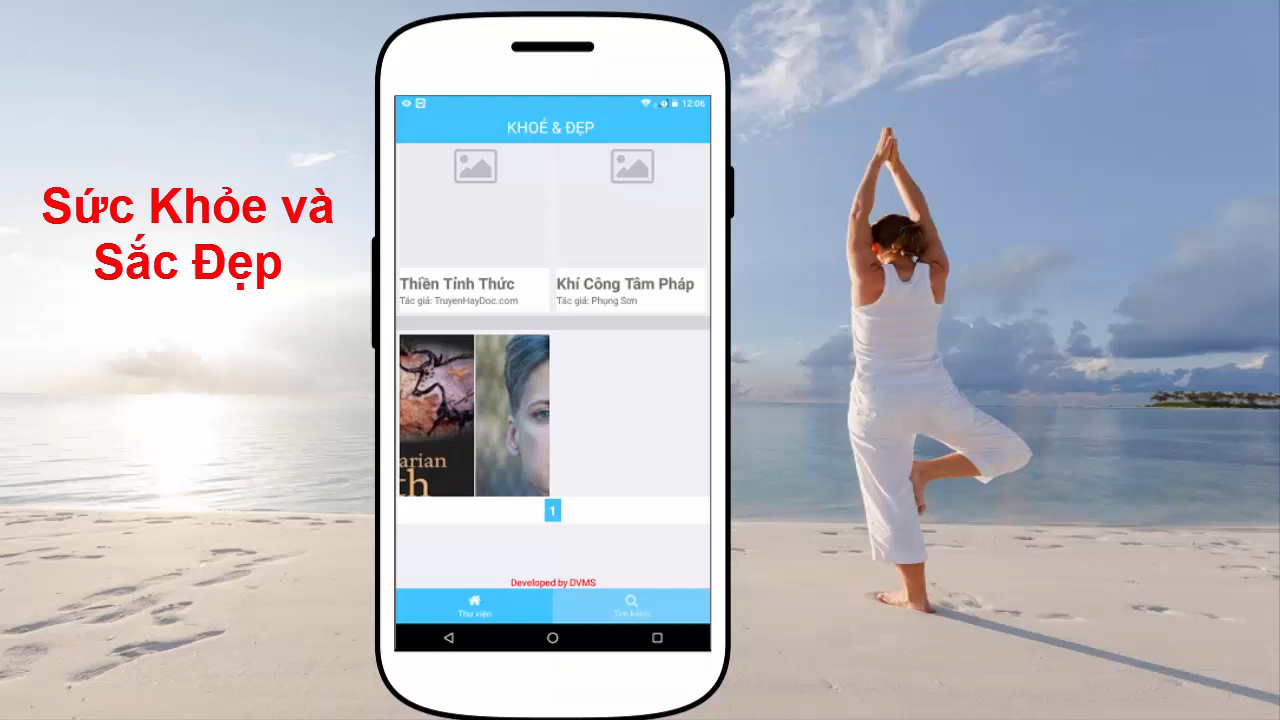 Sức Khỏe và
Sắc Đẹp
12:06
KHOẺ & ĐẸP
Thiền Tỉnh Thức
Tác giả: TruyenHayDoc.com
Khí Công Tâm Pháp
Tác giả: Phụng Sơn
arian
th
1
Developed by DVMS
Thư viện
Tìm kiếm